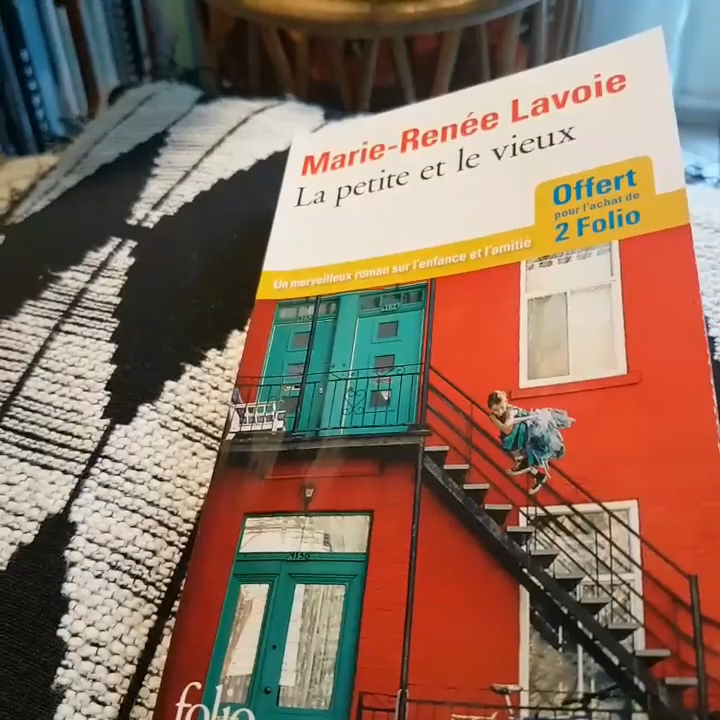 Marie-Renée Lavoie
La petite et le vieux
Offert
pour l'achat de
2 Folio
Un merveilleux roman sur l'enfance et l'amitié
folio